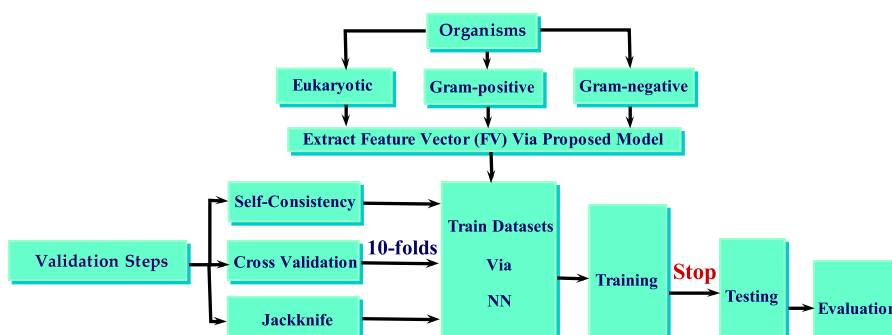 Organisms
Eukaryotic
Gram-positive
Gram-negative
Extract Feature Vector (FV) Via Proposed Model
Self-Consistency
Train Datasets
Via
NN
Validation Steps
Cross Validation
10-folds
Jackknife
Training
Stop
Testing
Evaluation